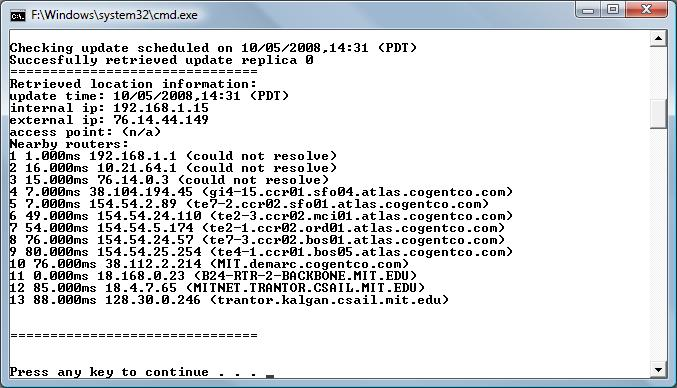 F:\Windows\system32\cmd.exe
Checking update scheduled on 10/05/2008,14:31 (PDT)
Succesfully retrieved update replica 0
===============================
Retrieved location information:
update time: 10/05/2008,14:31 (PDT)
internal ip: 192.168.1.15
external ip: 76.14.44.149
access point: (n/a)
Nearby routers:
1 1.000ms 192.168.1.1 (could not resolve)
2 16.000ms 10.21.64.1 (could not resolve)
3 15.000ms 76.14.0.3 (could not resolve)
4 7.000ms 38.104.194.45 (gi4-15.ccr01.sfo04.atlas.cogentco.com)
5 7.000ms 154.54.2.89 (te7-2.ccr02.sfo01.atlas.cogentco.com)
6 49.000ms 154.54.24.110 (te2-3.ccr02.mci01.atlas.cogentco.com)
7 54.000ms 154.54.5.174 (te2-1.ccr02.ord01.atlas.cogentco.com)
8 76.000ms 154.54.24.57 (te7-3.ccr02.bos01.atlas.cogentco.com)
9 80.000ms 154.54.25.254 (te4-1.ccr01.bos05.atlas.cogentco.com)
10 76.000ms 38.112.2.214 (MIT.demarc.cogentco.com)
11 0.000ms 18.168.0.23 (B24-RTR-2-BACKBONE.MIT.EDU)
12 85.000ms 18.4.7.65 (MITNET.TRANTOR.CSAIL.MIT.EDU)
13 88.000ms 128.30.0.246 (trantor.kalgan.csail.mit.edu)
===============================
Press any key to continue . . . _